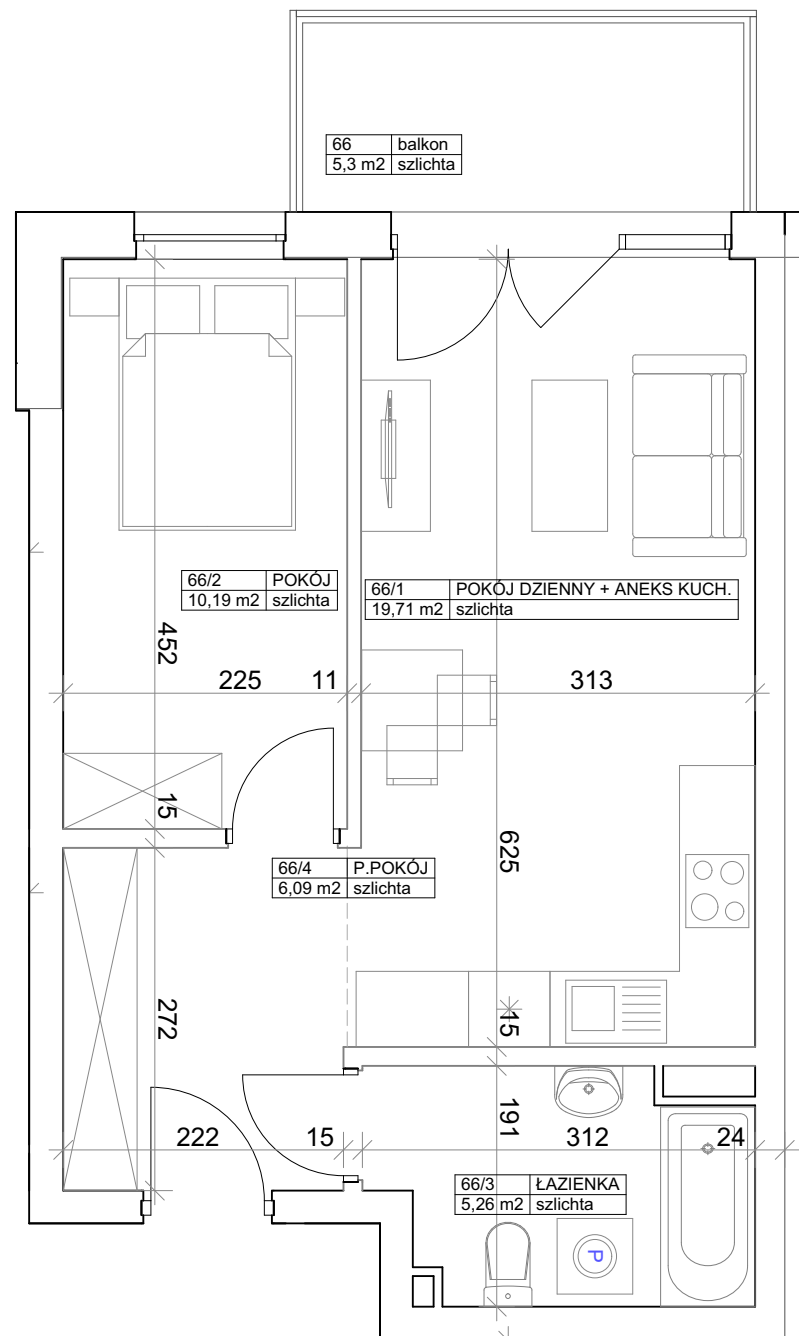 66 balkon
5,3 m2 szlichta
66/2 POKÓJ
10,19 m2 szlichta
66/1 POKÓJ DZIENNY + ANEKS KUCH.
19,71 m2 szlichta
452
225 11 313
15
625
66/4 P.POKÓJ
6,09 m2 szlichta
272
15
191
222 15 312 24
66/3 ŁAZIENKA
5,26 m2 szlichta
P